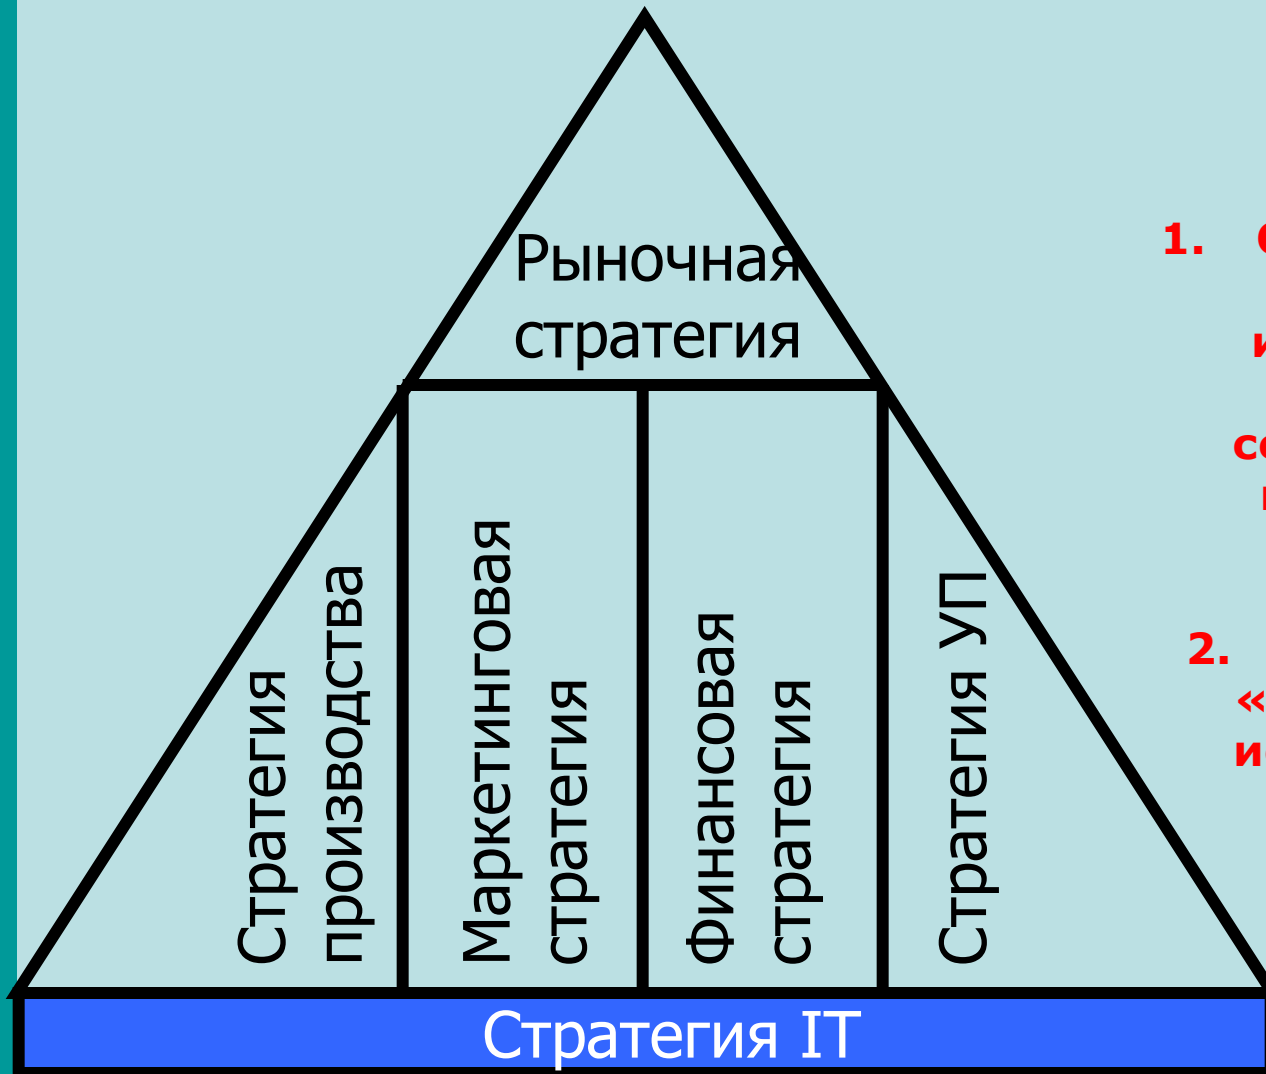 Рыночная
стратегия
Стратегия
производства
Маркетинговая
стратегия
Финансовая
стратегия
Стратегия УП
Стратегия IT
1.
2.